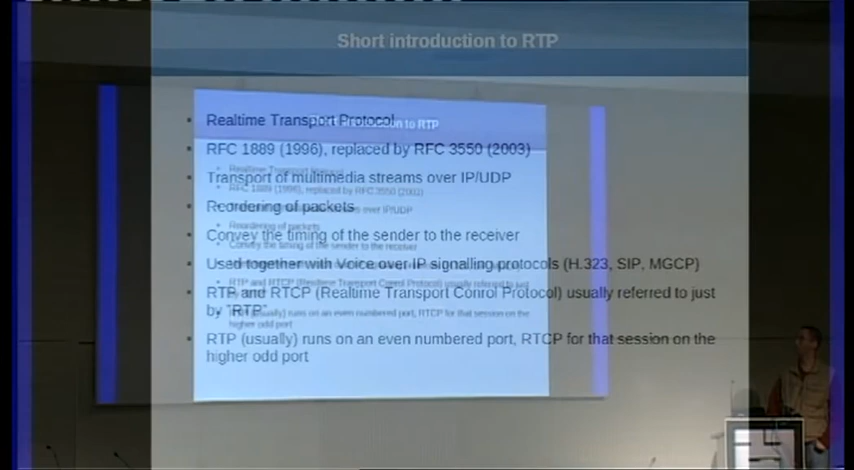 Short introduction to RTP
Realtime Transport Protocol
RFC 1889 (1996), replaced by RFC 3550 (2003)
Transport of multimedia streams over IP/UDP
Reordering of packets
Convey the timing of the sender to the receiver
Used together with Voice over IP signalling protocols (H.323, SIP, MGCP)
RTP and RTCP (Realtime Transport Conrol Protocol) usually referred to just
by "RTP"
RTP (usually) runs on an even numbered port, RTCP for that session on the
higher odd port